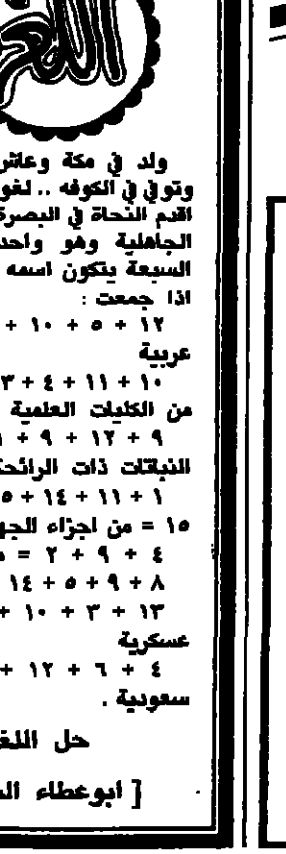 اللغز
ولد في مكة وعاش
وتوفي في الكوفه .. لغو
اقدم النحاة في البصرة
الجاهلية وهو واحد
السبعة يتكون اسمه
اذا جمعت :
١٢ + ٥ + ١٠ +
عربية
١٠ + ١١ + ٤ + ٣
من الكليات العلمية
٩ + ١٢ + ٩ +
النباتات ذات الرائحة
١ + ١١ + ١٤ + ٥
١٥ = من اجزاء الجه
٤ + ٩ + ٢ =
٨ + ٩ + ٥ + ١٤
١٣ + ٣ + ١٠ +
عسكرية
٤ + ٦ + ١٢ +
سعودية .
حل اللغ
[ ابوعطاء ال